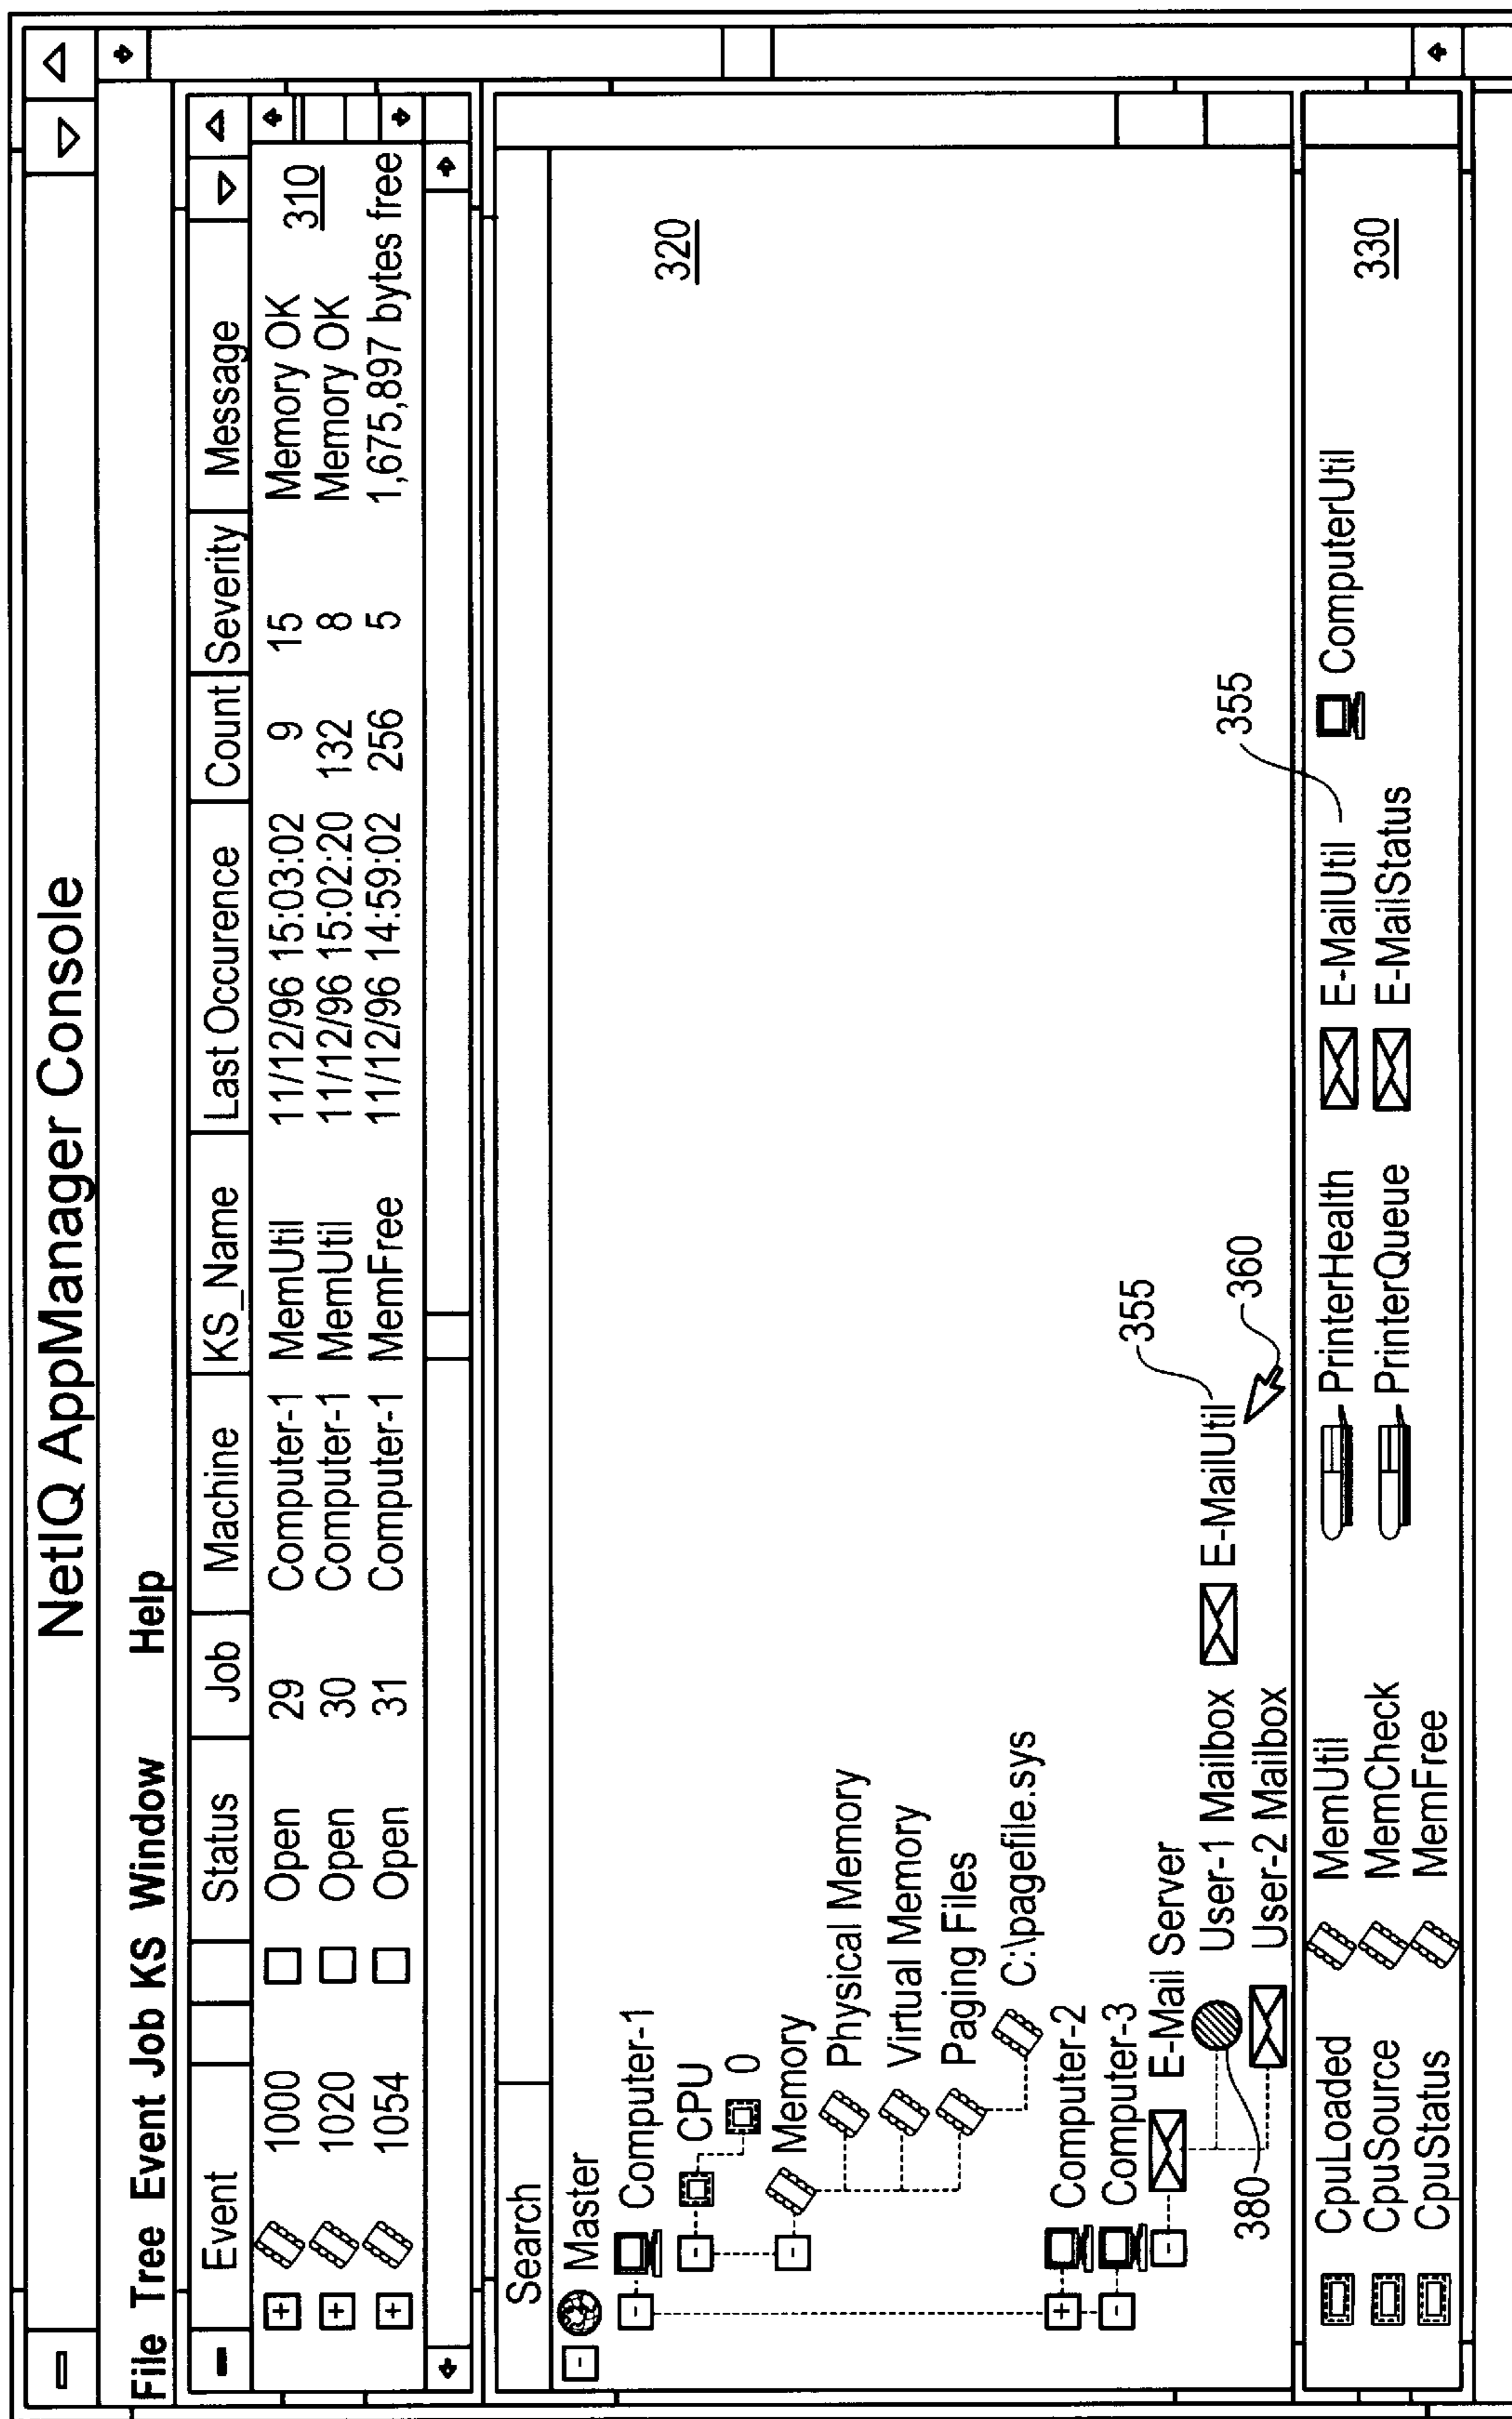 NetIQ AppManager Console
File Tree Event Job KS Window Help
Event Status Job Machine KS_Name Last Occurence Count Severity Message
+ 1000 Open 29 Computer-1 MemUtil 11/12/96 15:03:02 9 15 Memory OK 310
+ 1020 Open 30 Computer-1 MemUtil 11/12/96 15:02:20 132 8 Memory OK
+ 1054 Open 31 Computer-1 MemFree 11/12/96 14:59:02 256 5 1,675,897 bytes free
Search
- Master
- Computer-1
320
- CPU
0
- Memory
Physical Memory
Virtual Memory
Paging Files
C:\pagefile.sys
+ Computer-2
- Computer-3
355
- E-Mail Server
User-1 Mailbox E-MailUtil
355
380 User-2 Mailbox 360
CpuLoaded MemUtil PrinterHealth E-MailUtil ComputerUtil
CpuSource MemCheck PrinterQueue E-MailStatus 330
CpuStatus MemFree